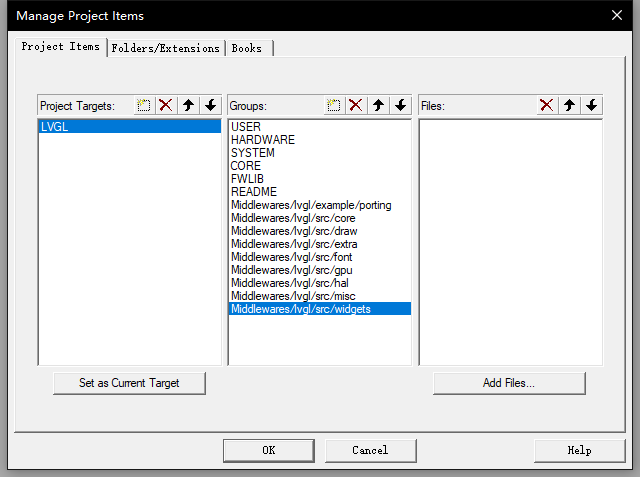 Manage Project Items
Project Items
Folders/Extensions
Books
Project Targets:
LVGL
Set as Current Target
Groups:
USER
HARDWARE
SYSTEM
CORE
FWLIB
README
Middlewares/lvgl/example/porting
Middlewares/lvgl/src/core
Middlewares/lvgl/src/draw
Middlewares/lvgl/src/extra
Middlewares/lvgl/src/font
Middlewares/lvgl/src/gpu
Middlewares/lvgl/src/hal
Middlewares/lvgl/src/misc
Middlewares/lvgl/src/widgets
Files:
Add Files...
OK
Cancel
Help